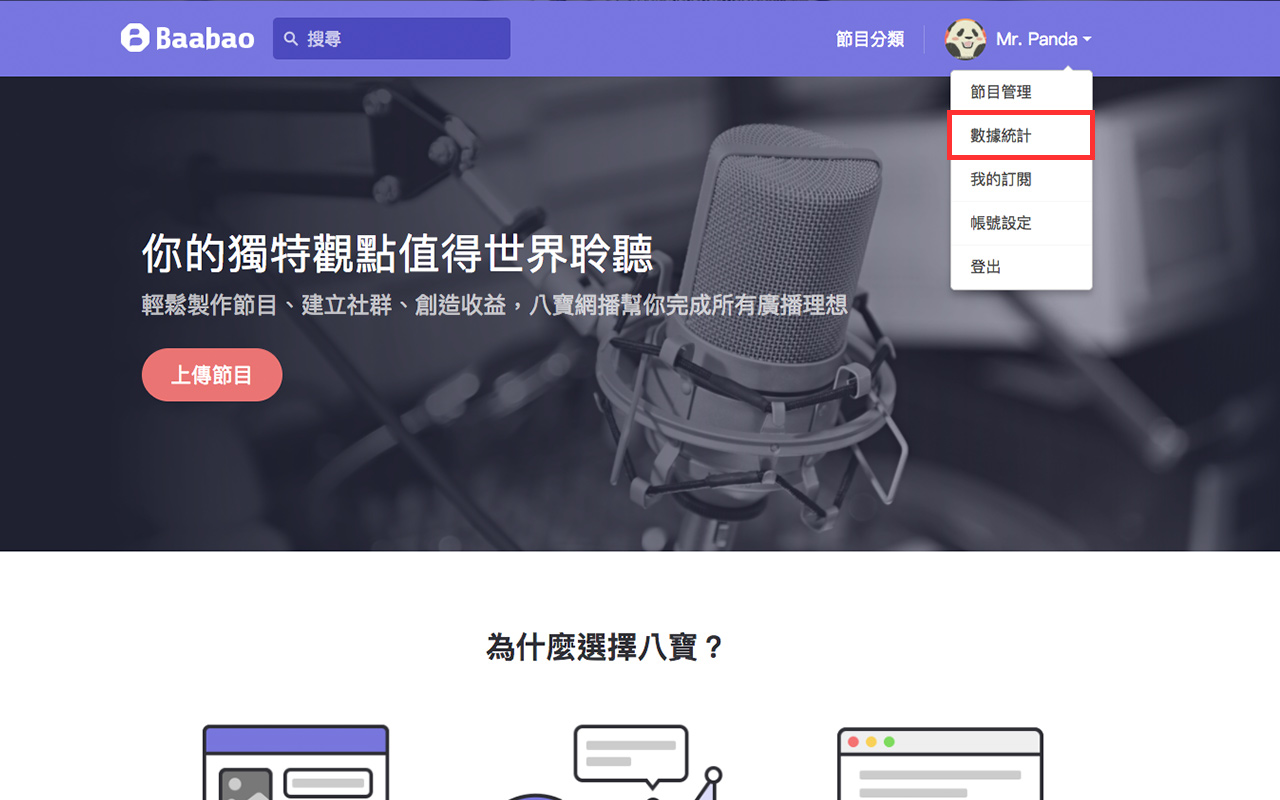 Baabao
搜尋
節目分類
Mr. Panda
節目管理
數據統計
我的訂閱
帳號設定
登出
你的獨特觀點值得世界聆聽
輕鬆製作節目、建立社群、創造收益，八寶網播幫你完成所有廣播理想
上傳節目
為什麼選擇八寶？